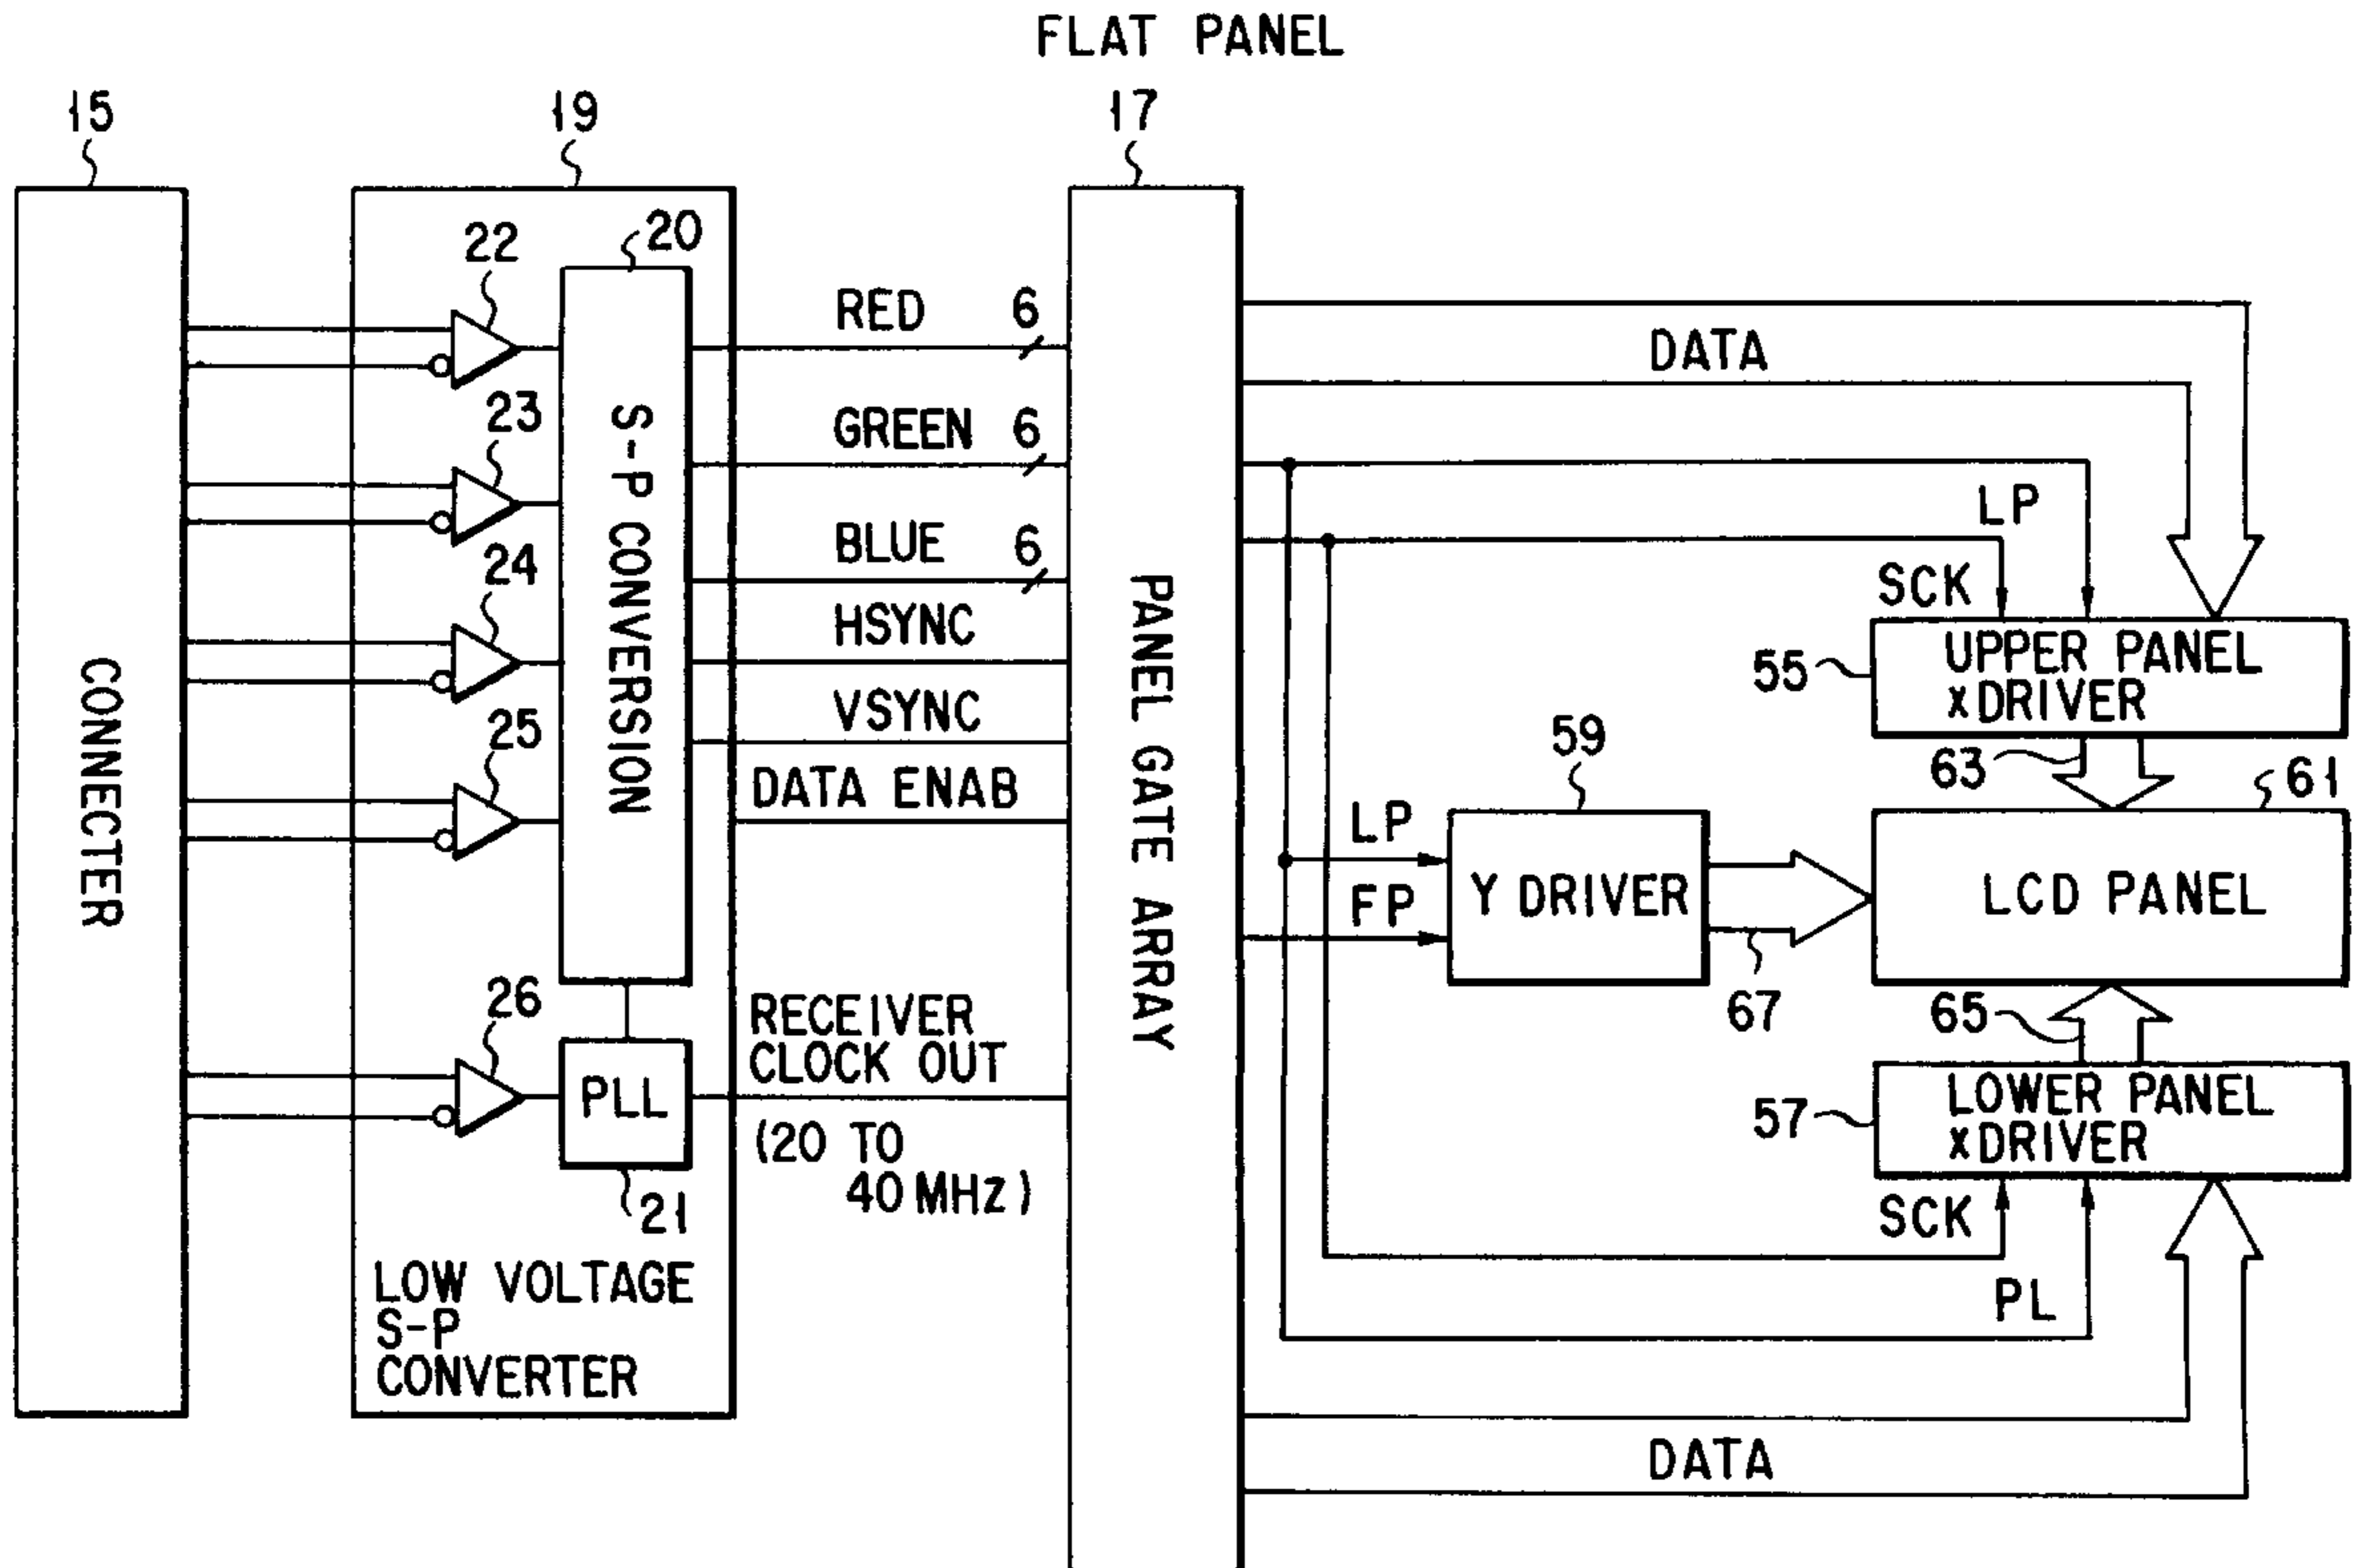 FLAT PANEL
15
19
17
22
20
RED 6
DATA
23
GREEN 6
LP
24
BLUE 6
SCK
HSYNC
UPPER PANEL
55
X DRIVER
25
VSYNC
59
63
61
DATA ENAB
LP
FP
Y DRIVER
LCD PANEL
CONNECTER
S-P CONVERSION
PANEL GATE ARRAY
67
65
26
RECEIVER
CLOCK OUT
PLL
(20 TO
40 MHz)
21
57
LOWER PANEL
X DRIVER
SCK
PL
LOW VOLTAGE
S-P
CONVERTER
DATA